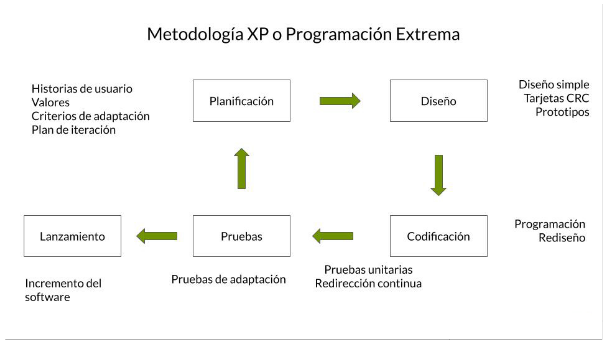 Metodología XP o Programación Extrema
Historias de usuario
Valores
Criterios de adaptación
Plan de iteración
Planificación
Diseño
Diseño simple
Tarjetas CRC
Prototipos
Lanzamiento
Pruebas
Codificación
Programación
Rediseño
Incremento del
software
Pruebas de adaptación
Pruebas unitarias
Redirección continua